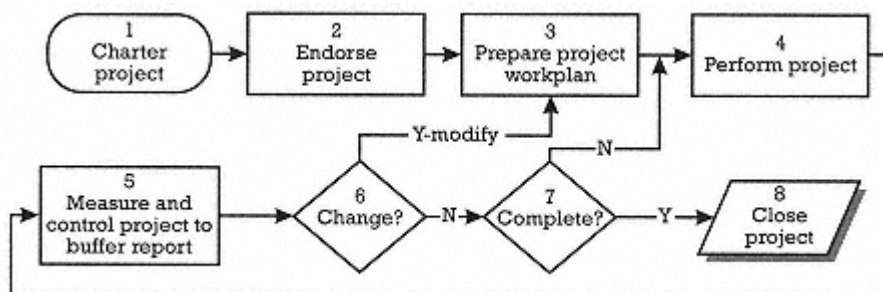 1
Charter
project
2
Endorse
project
3
Prepare project
workplan
4
Perform project
Y-modify
N
5
Measure and
control project to
buffer report
6
Change?
N
7
Complete?
Y
8
Close
project